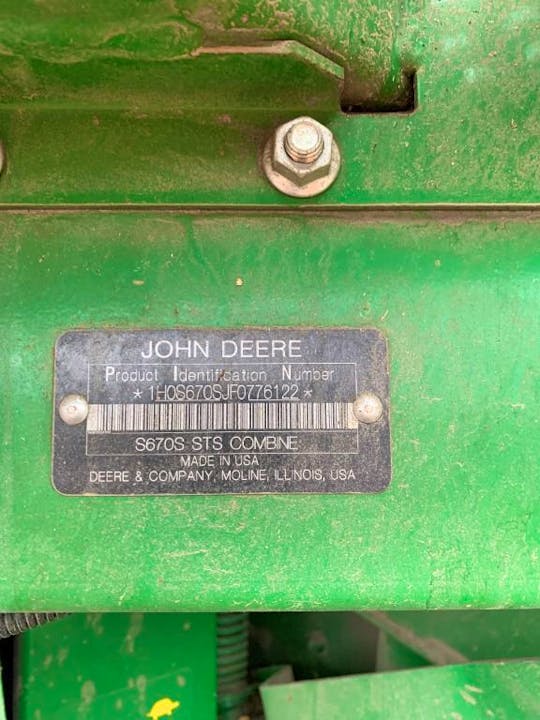 JOHN DEERE
Product Identification Number
*1H0S670SJF0776122*
S670S STS COMBINE
MADE IN USA
DEERE & COMPANY, MOLINE, ILLINOIS, USA